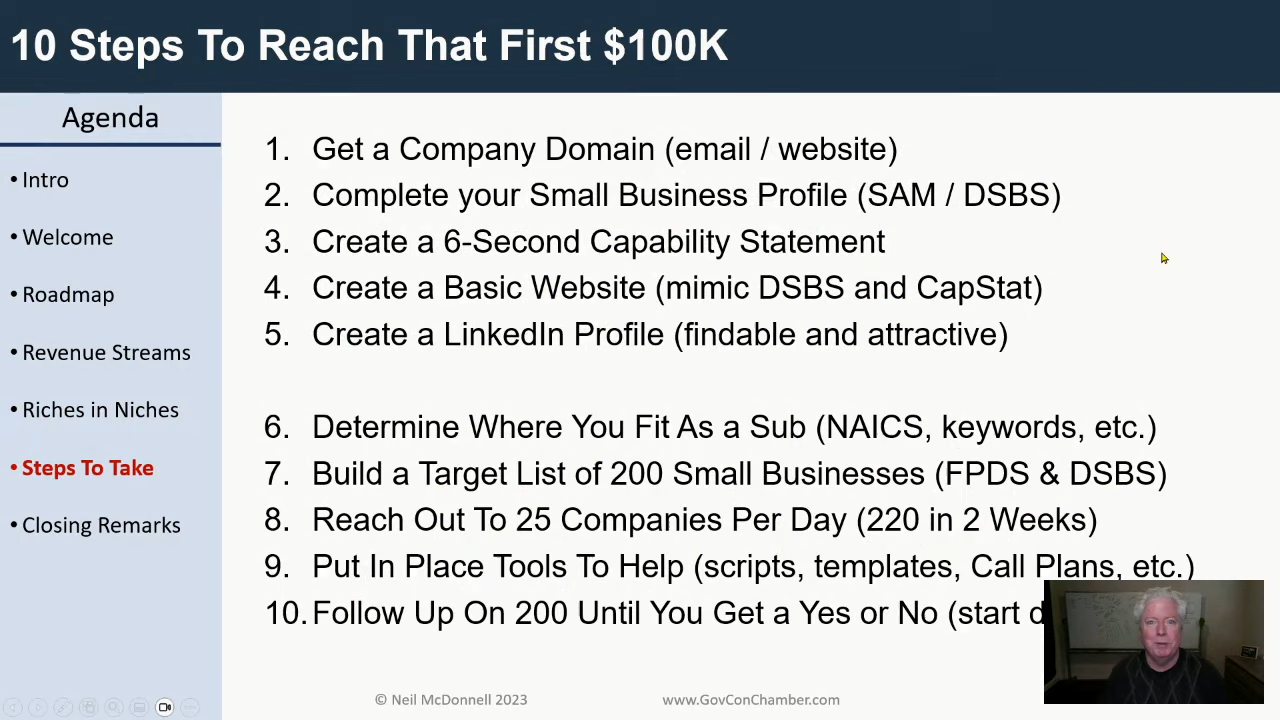 10 Steps To Reach That First $100K
Agenda
• Intro
• Welcome
• Roadmap
• Revenue Streams
• Riches in Niches
• Steps To Take
• Closing Remarks
1. Get a Company Domain (email / website)
2. Complete your Small Business Profile (SAM / DSBS)
3. Create a 6-Second Capability Statement
4. Create a Basic Website (mimic DSBS and CapStat)
5. Create a LinkedIn Profile (findable and attractive)
6. Determine Where You Fit As a Sub (NAICS, keywords, etc.)
7. Build a Target List of 200 Small Businesses (FPDS & DSBS)
8. Reach Out To 25 Companies Per Day (220 in 2 Weeks)
9. Put In Place Tools To Help (scripts, templates, Call Plans, etc.)
10. Follow Up On 200 Until You Get a Yes or No (start
© Neil McDonnell 2023
www.GovConChamber.com